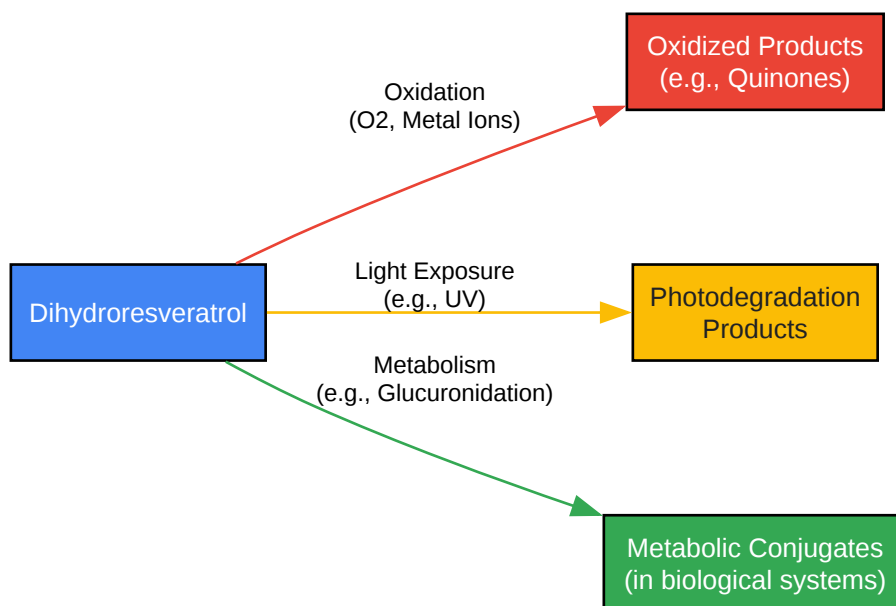 Oxidized Products
(e.g., Quinones)
Oxidation
(O2, Metal Ions)
Dihydroresveratrol
Light Exposure
(e.g., UV)
Photodegradation
Products
Metabolism
(e.g., Glucuronidation)
Metabolic Conjugates
(in biological systems)